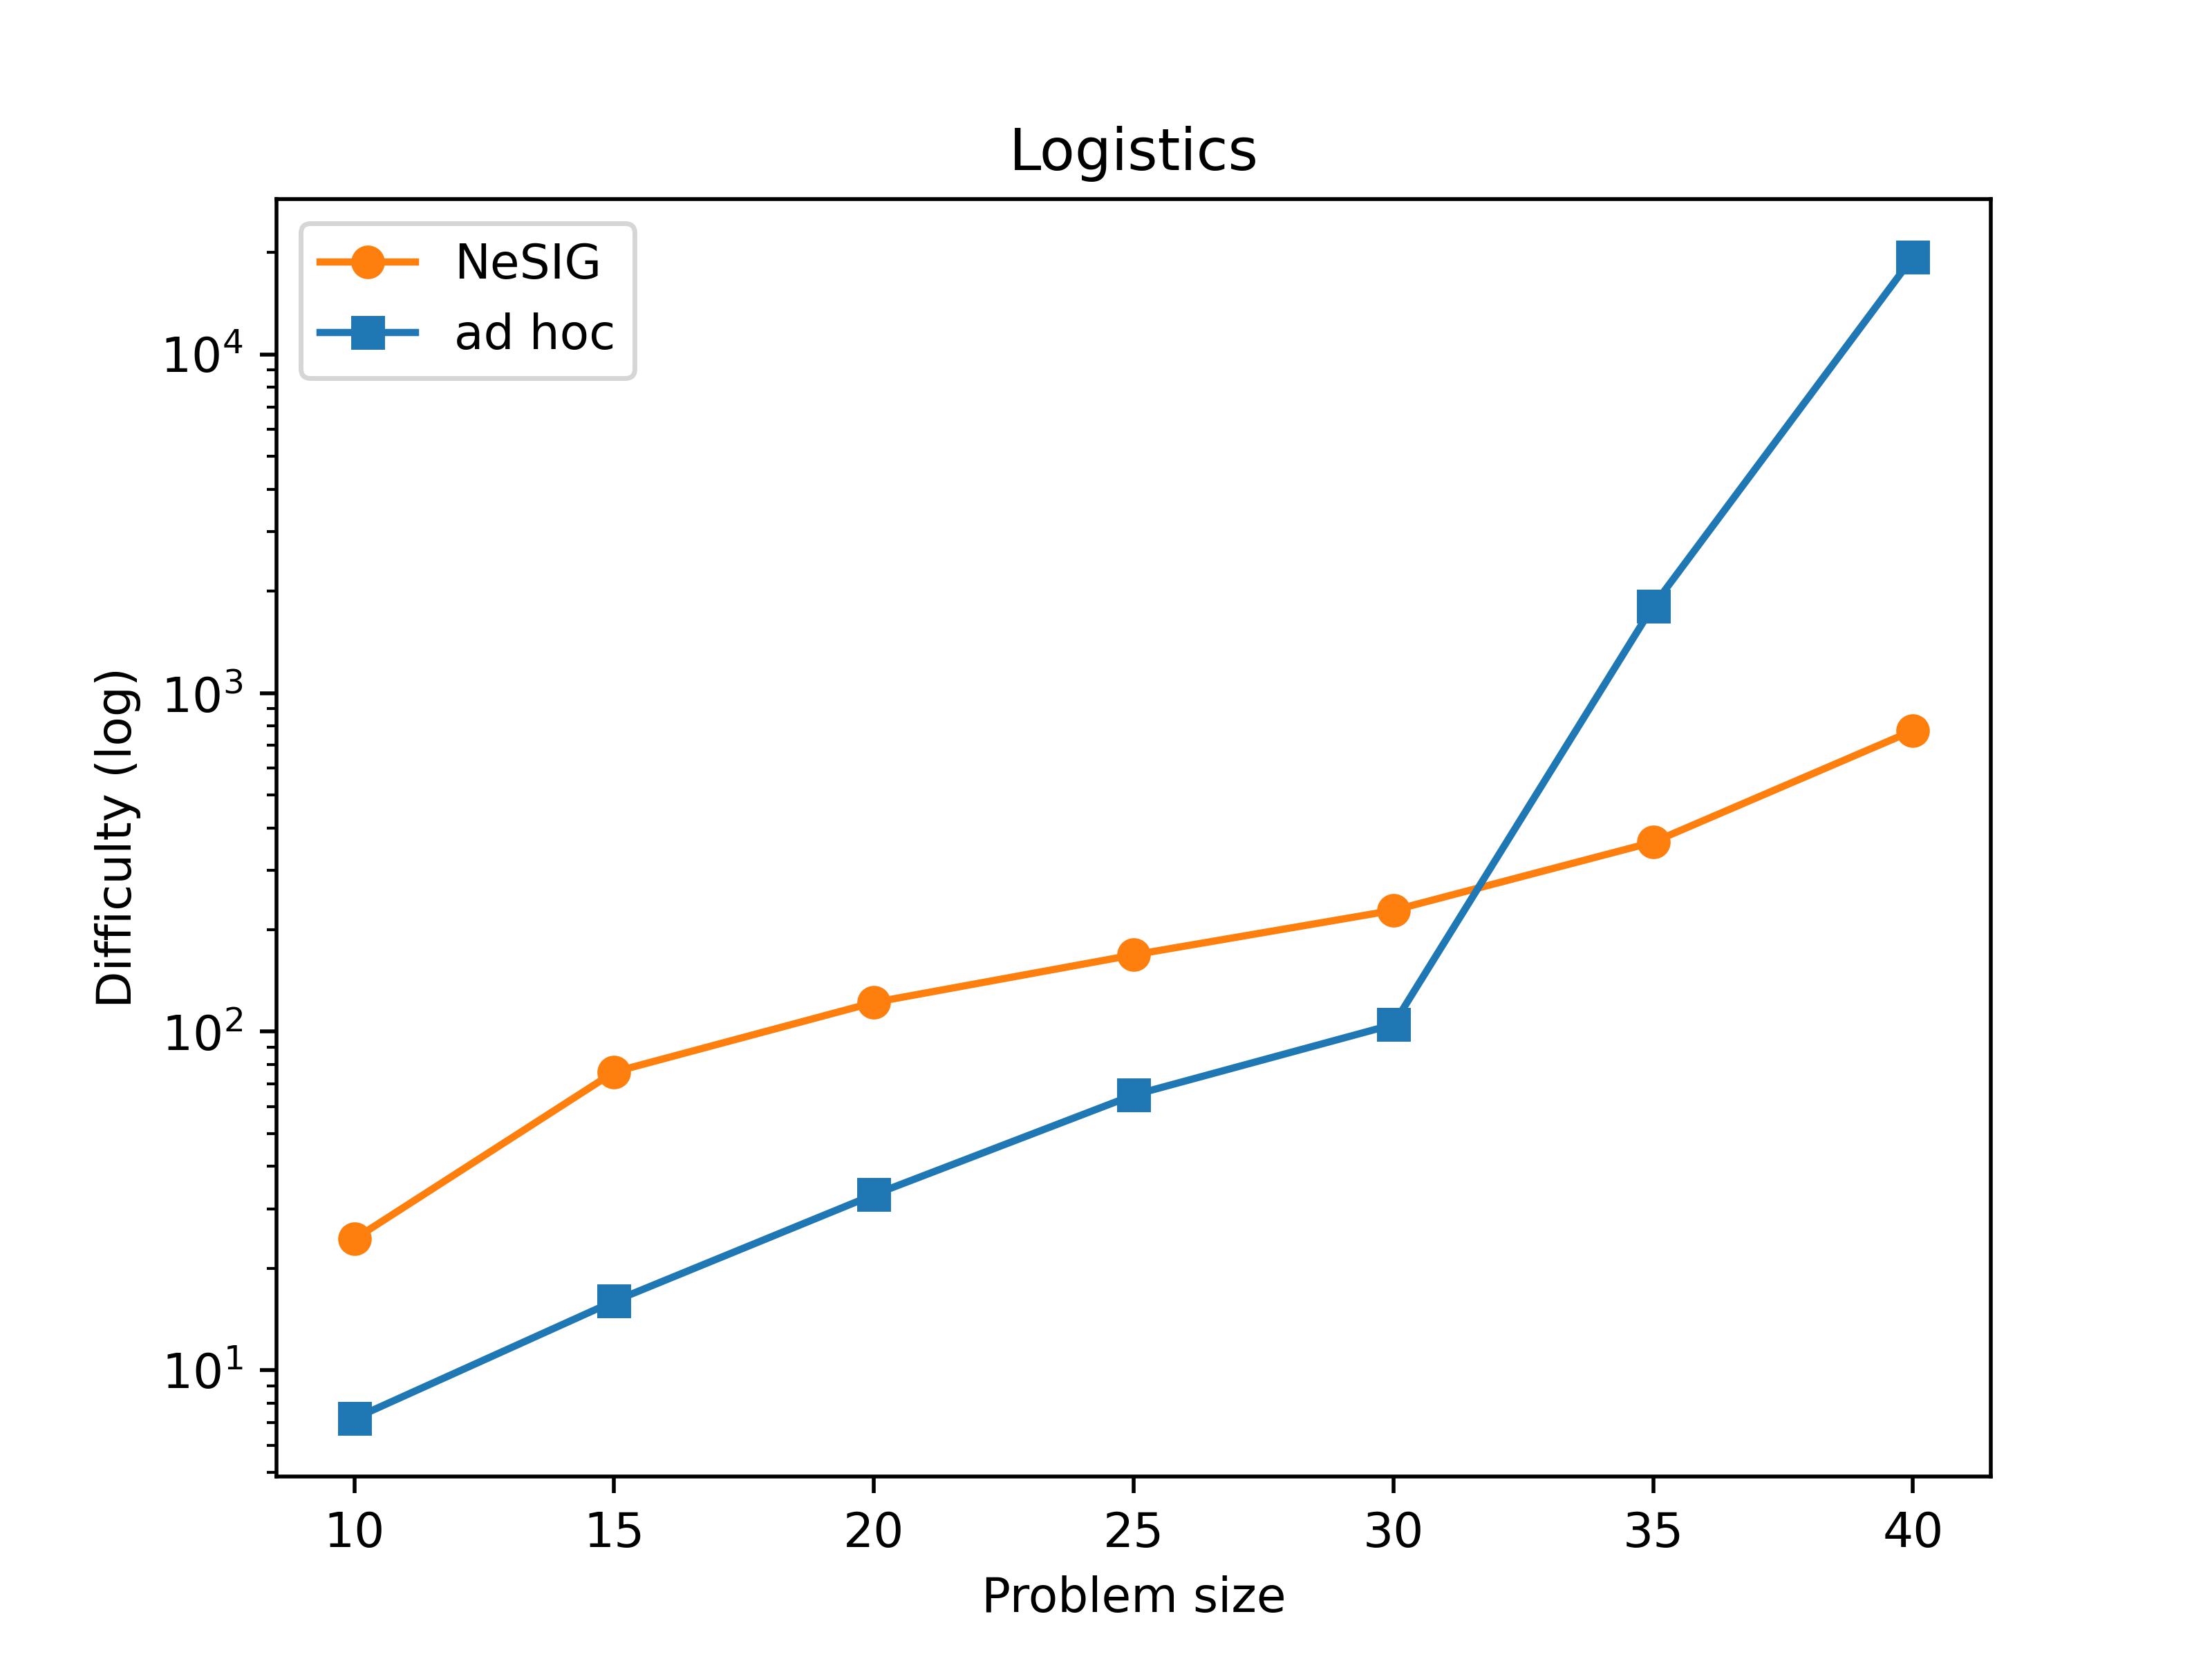 Logistics
NeSIG
ad hoc
10⁴
10³
10²
10¹
Difficulty (log)
10 15 20 25 30 35 40
Problem size